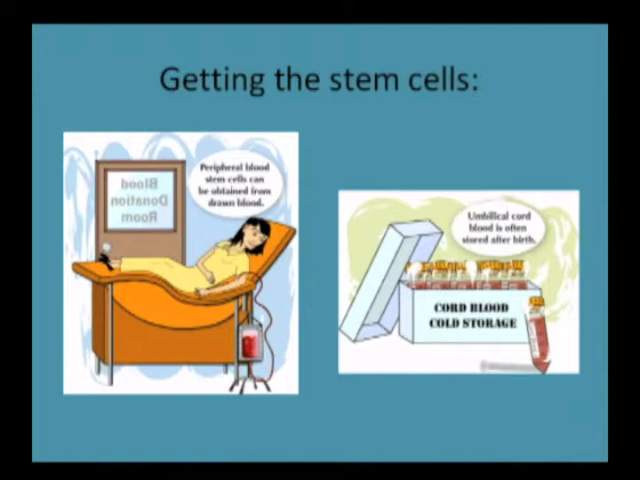 Getting the stem cells:
Peripheral blood
stem cells can
be obtained from
drawn blood.
Blood
Donation
Room
Umbilical cord
blood is often
stored after birth.
CORD BLOOD
COLD STORAGE